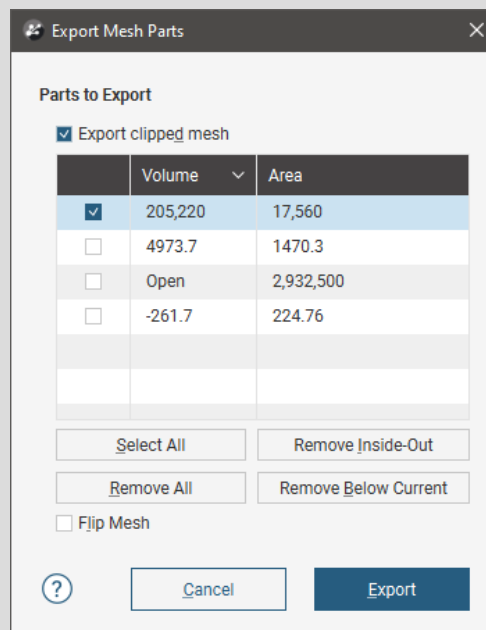 Export Mesh Parts
Parts to Export
Export clipped mesh
Volume Area
205,220 17,560
4973.7 1470.3
Open 2,932,500
-261.7 224.76
Select All Remove Inside-Out
Remove All Remove Below Current
Flip Mesh
? Cancel Export